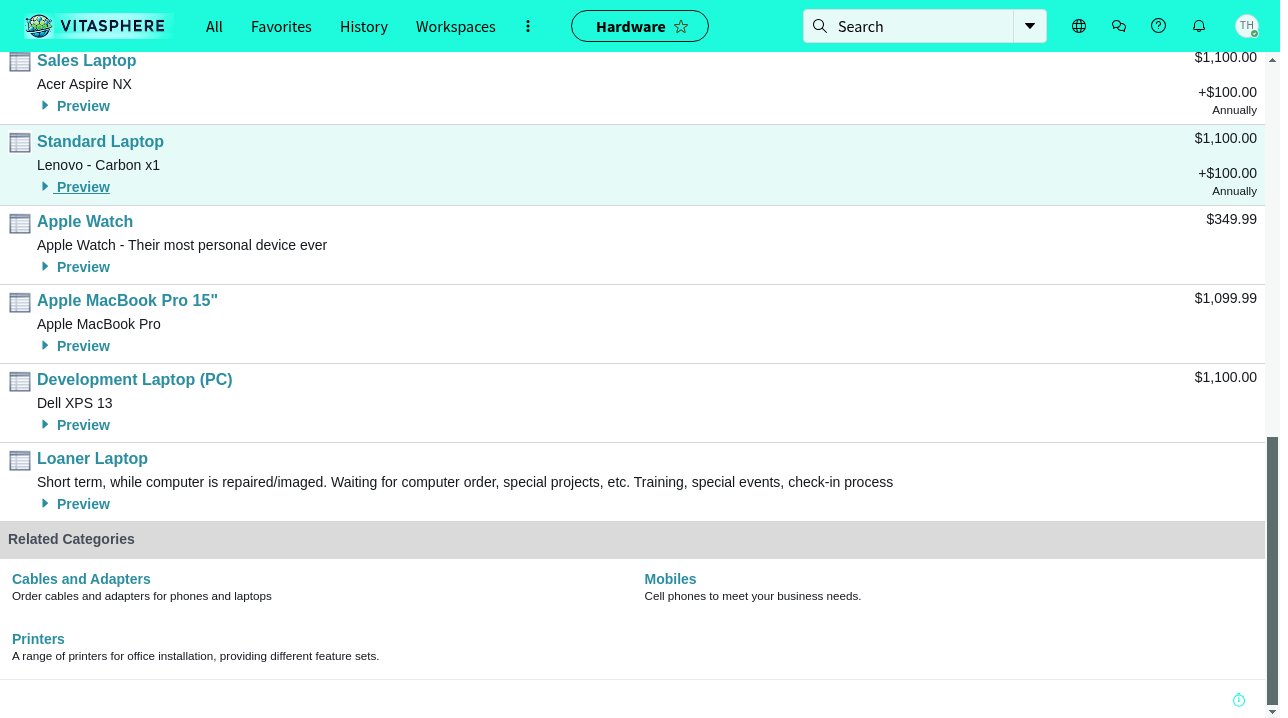 VITASPHERE
All
Favorites
History
Workspaces
Hardware
Search
TH
Sales Laptop
$1,100.00
Acer Aspire NX
+$100.00
Preview
Annually
Standard Laptop
$1,100.00
Lenovo - Carbon x1
+$100.00
Preview
Annually
Apple Watch
$349.99
Apple Watch - Their most personal device ever
Preview
Apple MacBook Pro 15"
$1,099.99
Apple MacBook Pro
Preview
Development Laptop (PC)
$1,100.00
Dell XPS 13
Preview
Loaner Laptop
Short term, while computer is repaired/imaged. Waiting for computer order, special projects, etc. Training, special events, check-in process
Preview
Related Categories
Cables and Adapters
Order cables and adapters for phones and laptops
Mobiles
Cell phones to meet your business needs.
Printers
A range of printers for office installation, providing different feature sets.